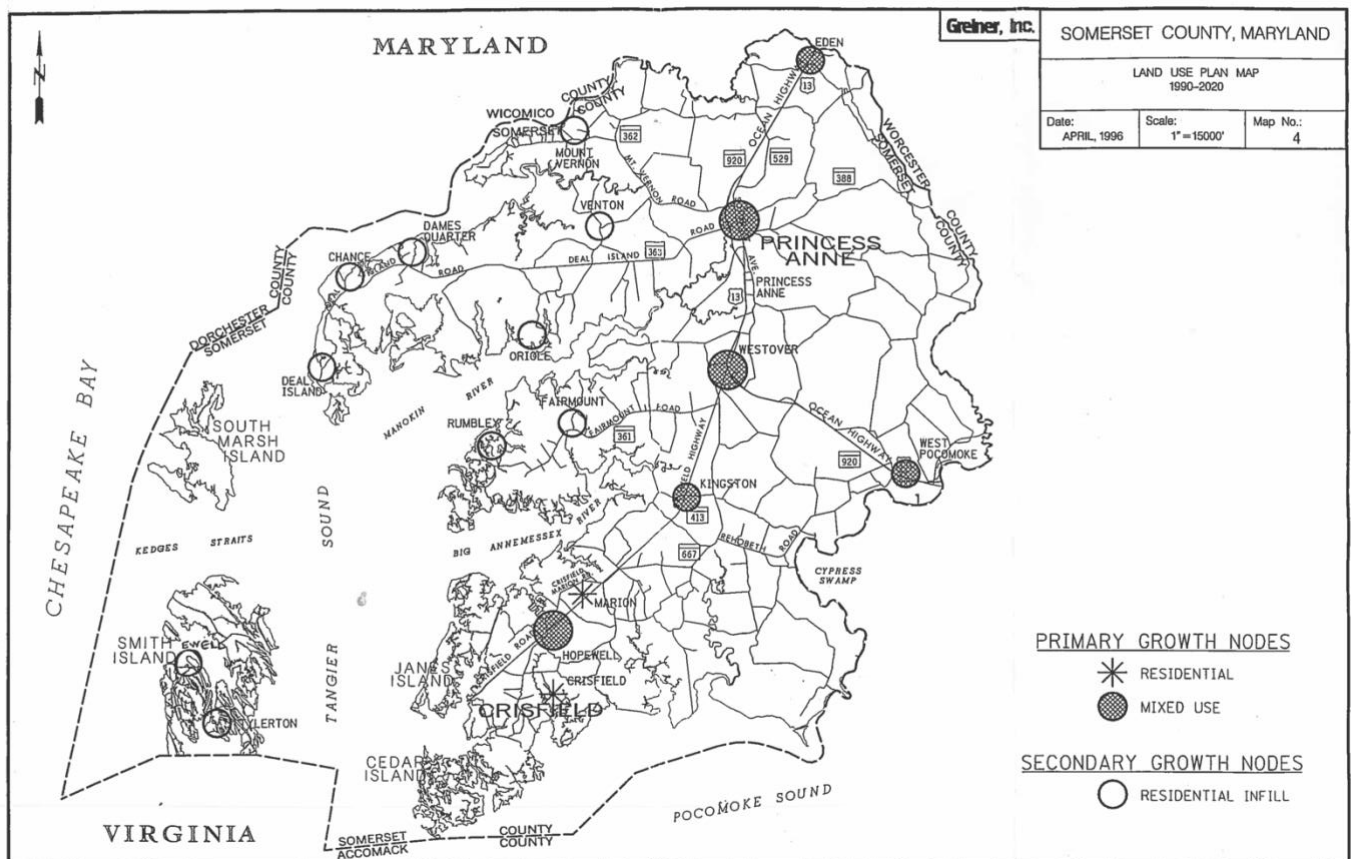 MARYLAND
Greiner, Inc.
SOMERSET COUNTY, MARYLAND
LAND USE PLAN MAP
1990-2020
Date:
APRIL, 1996
Scale:
1"=15000'
Map No.:
4
N
EDEN
13
OCEAN HIGHWAY
WICOMICO COUNTY
SOMERSET COUNTY
MOUNT
VERNON
362
920
529
388
WORCESTER COUNTY
SOMERSET COUNTY
MT. VERNON ROAD
VENTON
DAMES
QUARTER
CHANCE
DEAL ISLAND ROAD
363
ROAD
PRINCESS
ANNE
AVE.
PRINCESS
ANNE
13
DORCHESTER COUNTY
SOMERSET COUNTY
ORIOLE
WESTOVER
DEAL
ISLAND
MANOKIN RIVER
CHESAPEAKE BAY
SOUTH
MARSH
ISLAND
RUMBLEY
FAIRMOUNT
FAIRMOUNT ROAD
361
HIGHWAY
OCEAN HIGHWAY
920
WEST
POCOMOKE
KINGSTON
413
KEDGES STRAITS
TANGIER SOUND
BIG ANNEMESSEX RIVER
667
REHOBETH ROAD
CYPRESS
SWAMP
CRISFIELD
MARION
MARION
HOPEWELL
CRISFIELD ROAD
SMITH
ISLAND
EWELL
TYLERTON
JANES
ISLAND
CRISFIELD
CRISFIELD
CEDAR
ISLAND
POCOMOKE SOUND
VIRGINIA
SOMERSET COUNTY
ACCOMACK COUNTY
PRIMARY GROWTH NODES
RESIDENTIAL
MIXED USE
SECONDARY GROWTH NODES
RESIDENTIAL INFILL